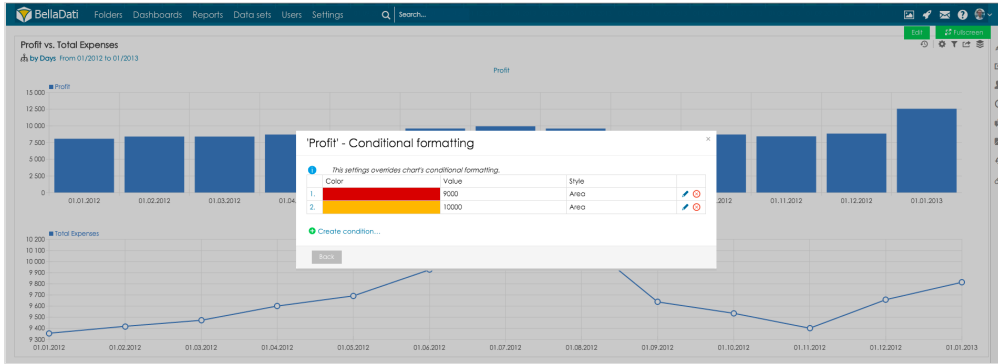 BellaDati Folders Dashboards Reports Data sets Users Settings Search...
Edit Fullscreen
Profit vs. Total Expenses
by Days From 01/2012 to 01/2013
Profit
Profit
15 000
12 500
10 000
7 500
5 000
2 500
0
01.01.2012 01.02.2012 01.03.2012 01.04. .2012 01.11.2012 01.12.2012 01.01.2013
'Profit' - Conditional formatting ×
This settings overrides chart's conditional formatting.
Color Value Style
1. 9000 Area
2. 10000 Area
Create condition...
Back
Total Expenses
10 200
10 100
10 000
9 900
9 800
9 700
9 600
9 500
9 400
9 300
01.01.2012 01.02.2012 01.03.2012 01.04.2012 01.05.2012 01.06.2012 01.07.2012 01.08.2012 01.09.2012 01.10.2012 01.11.2012 01.12.2012 01.01.2013